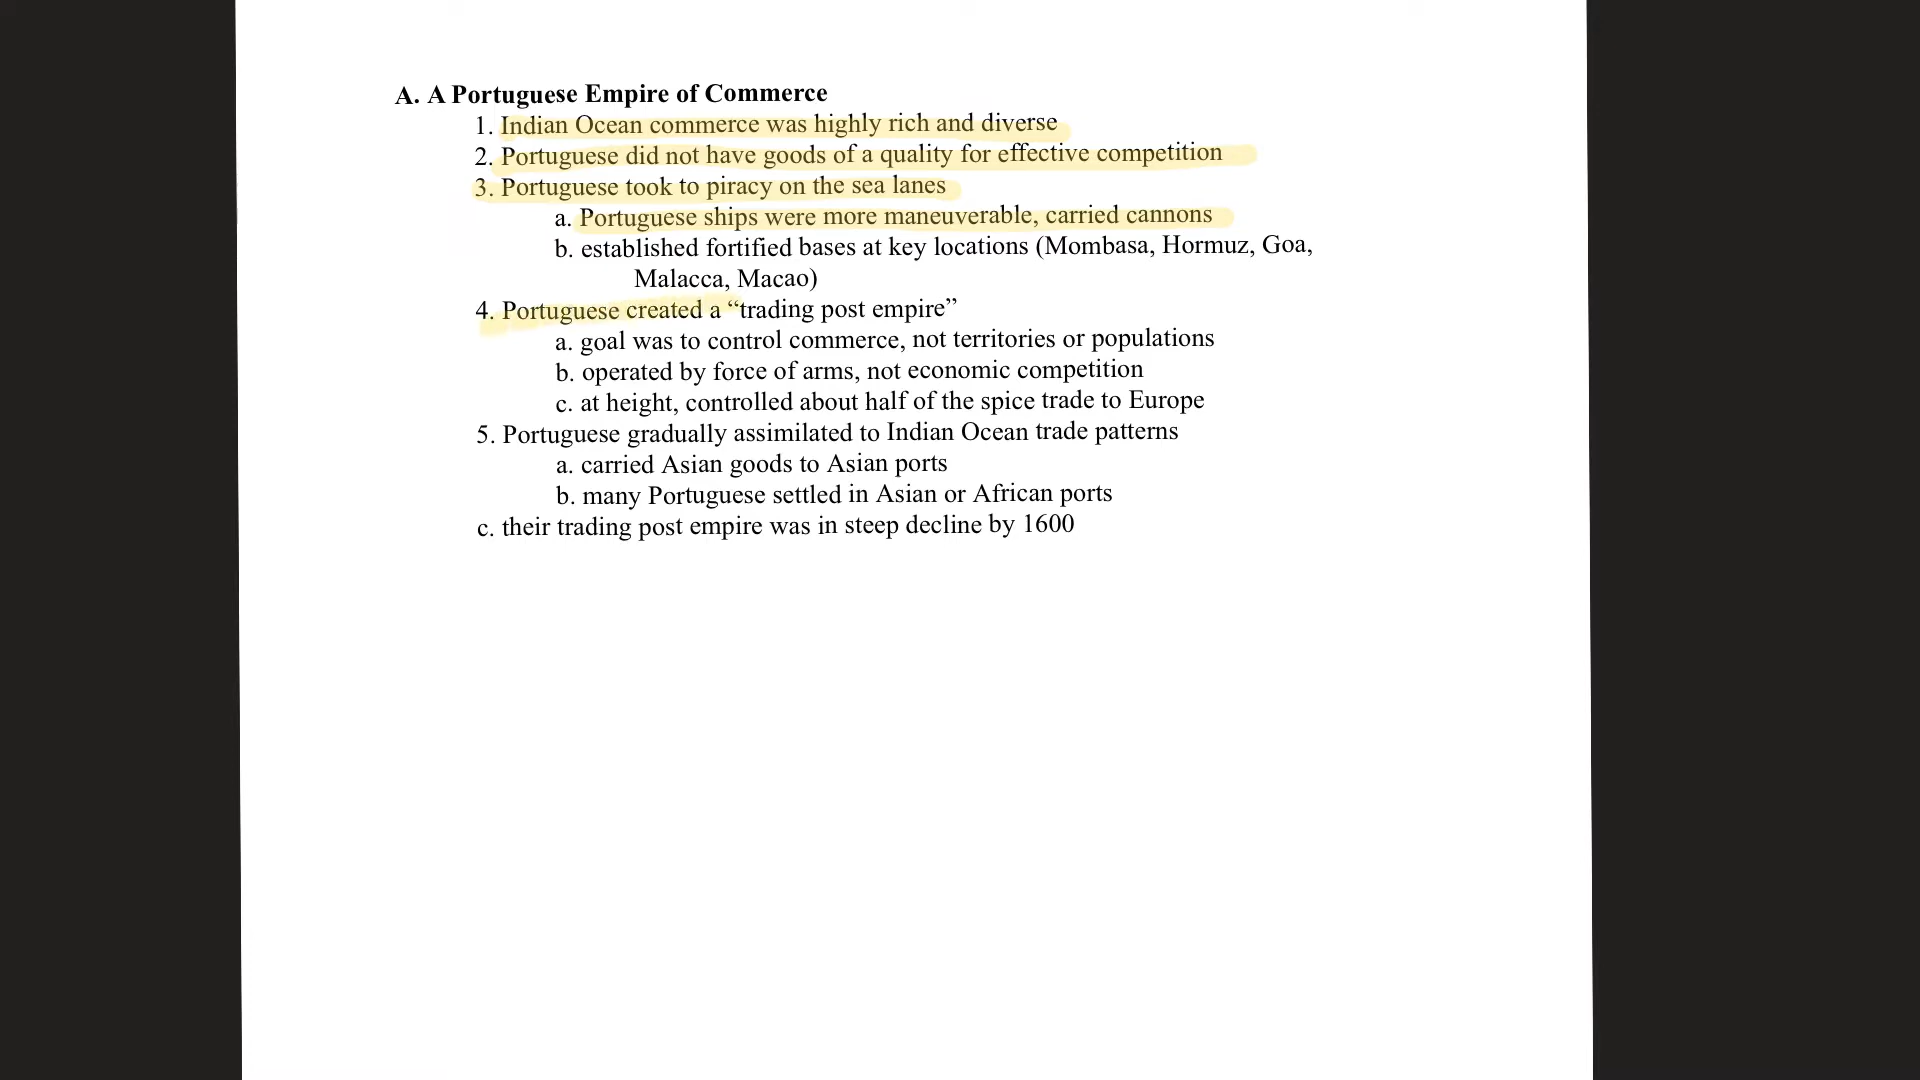 A. A Portuguese Empire of Commerce
1. Indian Ocean commerce was highly rich and diverse
2. Portuguese did not have goods of a quality for effective competition
3. Portuguese took to piracy on the sea lanes
a. Portuguese ships were more maneuverable, carried cannons
b. established fortified bases at key locations (Mombasa, Hormuz, Goa,
Malacca, Macao)
4. Portuguese created a “trading post empire”
a. goal was to control commerce, not territories or populations
b. operated by force of arms, not economic competition
c. at height, controlled about half of the spice trade to Europe
5. Portuguese gradually assimilated to Indian Ocean trade patterns
a. carried Asian goods to Asian ports
b. many Portuguese settled in Asian or African ports
c. their trading post empire was in steep decline by 1600